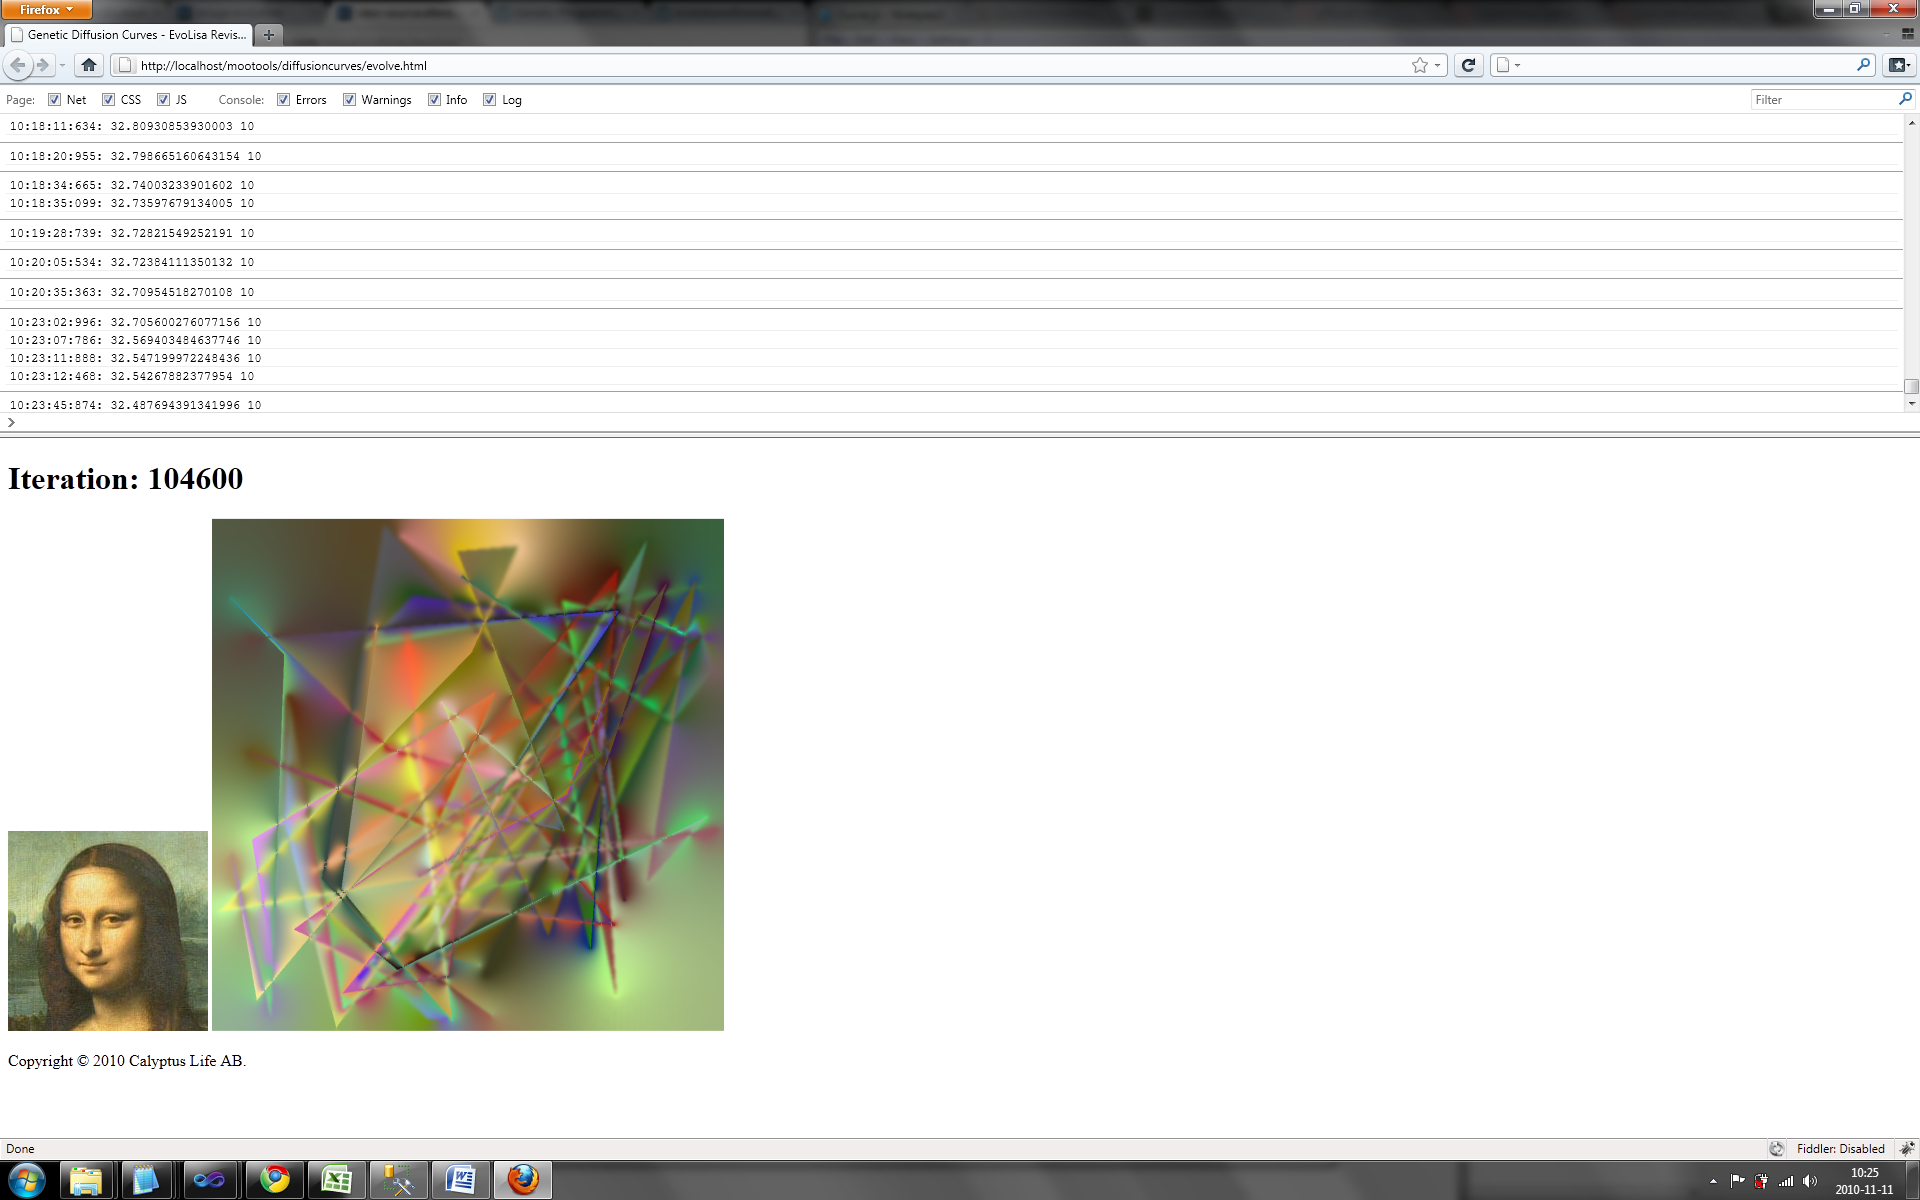 Firefox
Genetic Diffusion Curves - EvoLisa Revis...
http://localhost/mootools/diffusioncurves/evolve.html
Page: Net CSS JS Console: Errors Warnings Info Log Filter
10:18:11:634: 32.80930853930003 10
10:18:20:955: 32.798665160643154 10
10:18:34:665: 32.74003233901602 10
10:18:35:099: 32.73597679134005 10
10:19:28:739: 32.72821549252191 10
10:20:05:534: 32.72384111350132 10
10:20:35:363: 32.70954518270108 10
10:23:02:996: 32.705600276077156 10
10:23:07:786: 32.569403484637746 10
10:23:11:888: 32.547199972248436 10
10:23:12:468: 32.54267882377954 10
10:23:45:874: 32.487694391341996 10
>
Iteration: 104600
Copyright © 2010 Calyptus Life AB.
Done
Fiddler: Disabled
10:25
2010-11-11